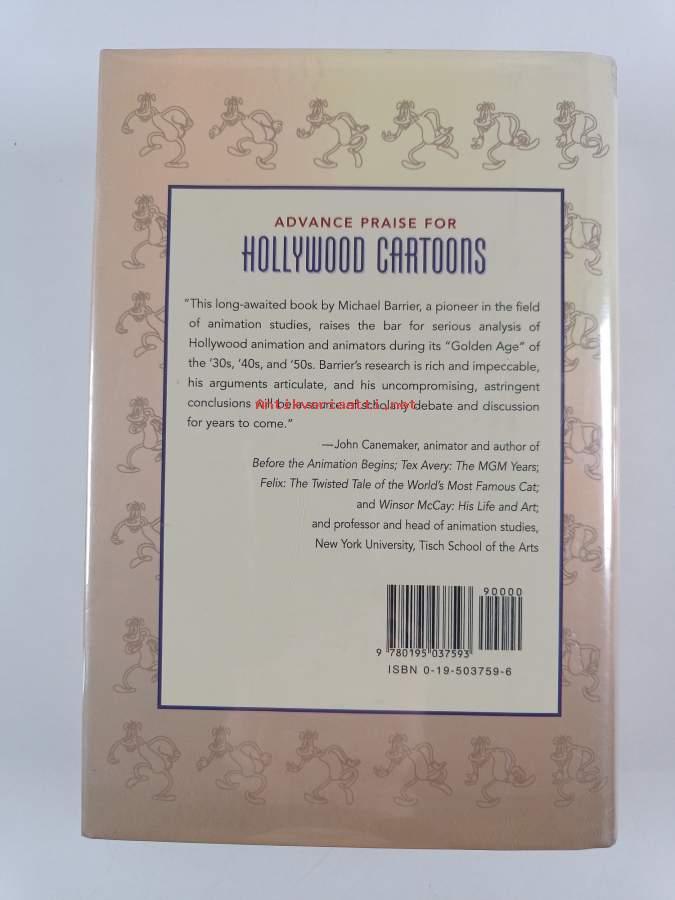 ADVANCE PRAISE FOR
HOLLYWOOD CARTOONS
“This long-awaited book by Michael Barrier, a pioneer in the field
of animation studies, raises the bar for serious analysis of
Hollywood animation and animators during its “Golden Age” of
the ’30s, ’40s, and ’50s. Barrier’s research is rich and impeccable,
his arguments articulate, and his uncompromising, astringent
conclusions will be a source of scholarly debate and discussion
Antikvariaatti.net
for years to come.”
—John Canemaker, animator and author of
Before the Animation Begins; Tex Avery: The MGM Years;
Felix: The Twisted Tale of the World’s Most Famous Cat;
and Winsor McCay: His Life and Art;
and professor and head of animation studies,
New York University, Tisch School of the Arts
90000
9 780195 037593
ISBN 0-19-503759-6